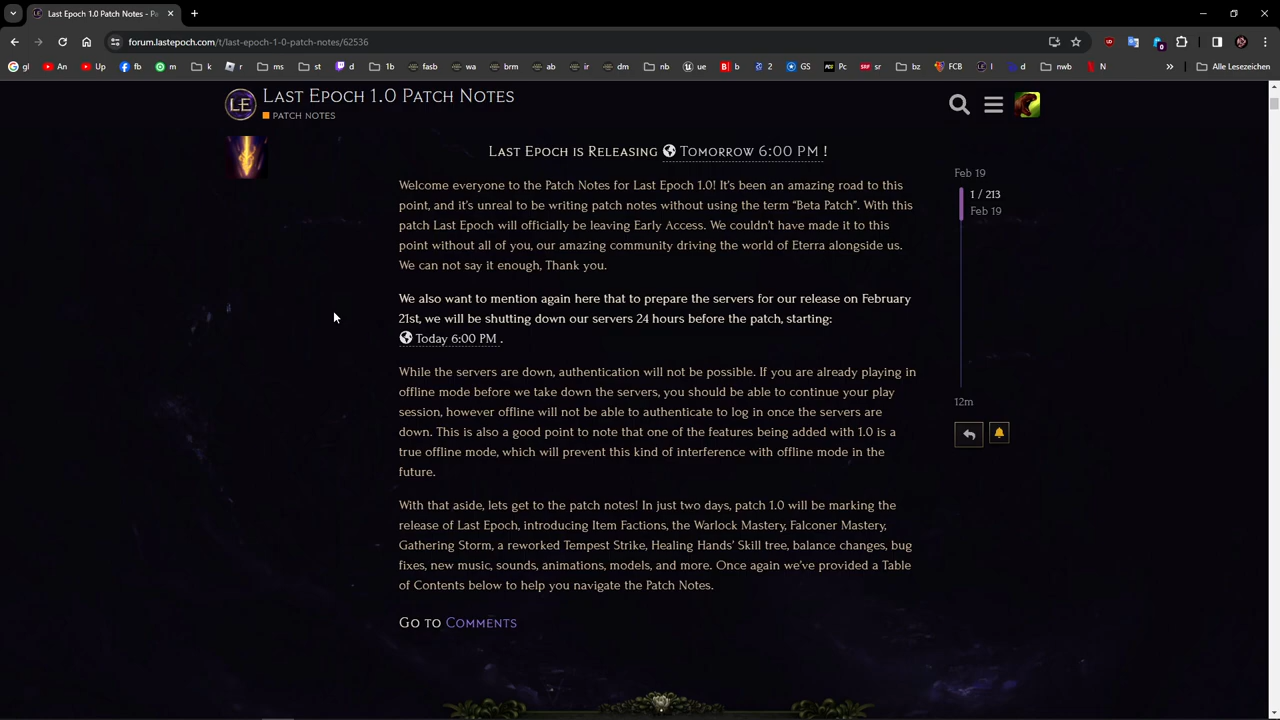 Last Epoch 1.0 Patch Notes - Pa
forum.lastepoch.com/t/last-epoch-1-0-patch-notes/62536
gl An Up fb m k r ms st d 1b fasb wa brm ab ir dm nb ue b 2 GS Pc sr bz FCB l d nwb N » Alle Lesezeichen
LE Last Epoch 1.0 Patch Notes
Patch Notes
Last Epoch is Releasing Tomorrow 6:00 PM !
Welcome everyone to the Patch Notes for Last Epoch 1.0! It's been an amazing road to this
point, and it's unreal to be writing patch notes without using the term “Beta Patch”. With this
patch Last Epoch will officially be leaving Early Access. We couldn't have made it to this
point without all of you, our amazing community driving the world of Eterra alongside us.
We can not say it enough, Thank you.
We also want to mention again here that to prepare the servers for our release on February
21st, we will be shutting down our servers 24 hours before the patch, starting:
Today 6:00 PM .
While the servers are down, authentication will not be possible. If you are already playing in
offline mode before we take down the servers, you should be able to continue your play
session, however offline will not be able to authenticate to log in once the servers are
down. This is also a good point to note that one of the features being added with 1.0 is a
true offline mode, which will prevent this kind of interference with offline mode in the
future.
With that aside, lets get to the patch notes! In just two days, patch 1.0 will be marking the
release of Last Epoch, introducing Item Factions, the Warlock Mastery, Falconer Mastery,
Gathering Storm, a reworked Tempest Strike, Healing Hands' Skill tree, balance changes, bug
fixes, new music, sounds, animations, models, and more. Once again we've provided a Table
of Contents below to help you navigate the Patch Notes.
Go to Comments
Feb 19
1 / 213
Feb 19
12m